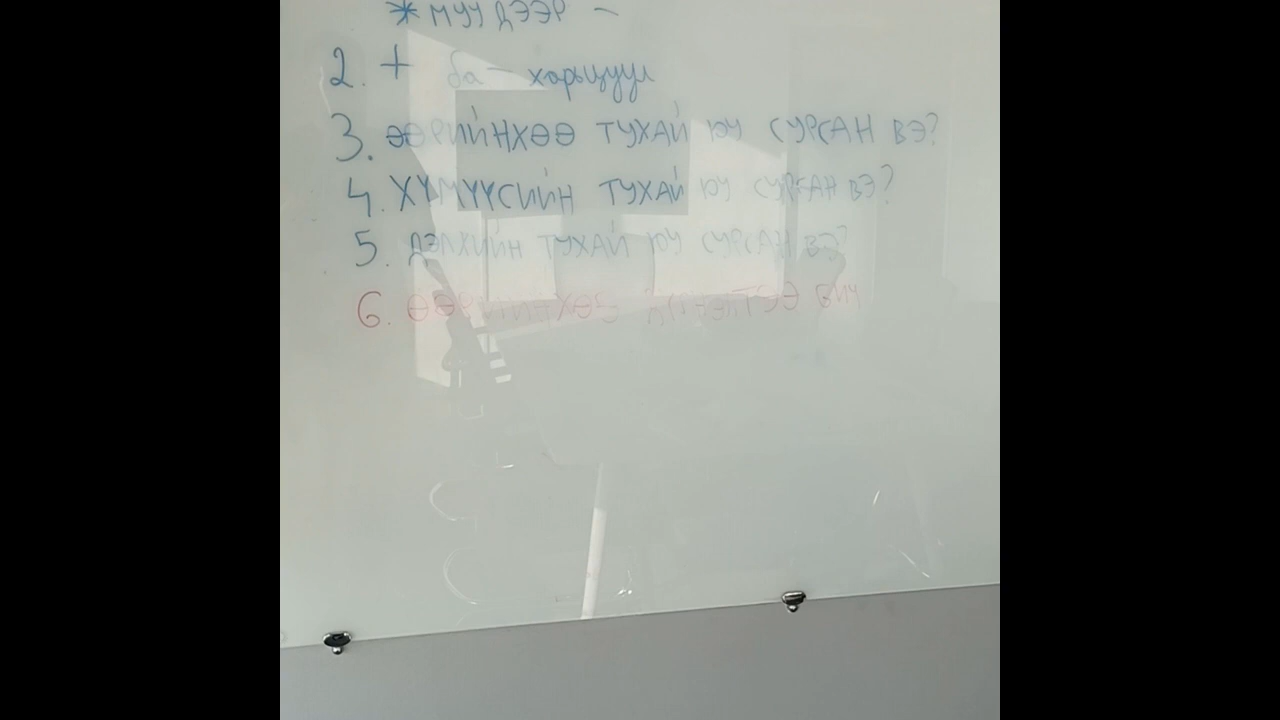 * МУУ ДЭЭР -
2. + ба - харьцуул
3. ӨӨРИЙНХӨӨ ТУХАЙ ЮУ СУРСАН ВЭ?
4. ХҮМҮҮСИЙН ТУХАЙ ЮУ СУРСАН ВЭ?
5. ДЭЛХИЙН ТУХАЙ ЮУ СУРСАН ВЭ?
6. ӨӨРИЙНХӨӨ БИЧ